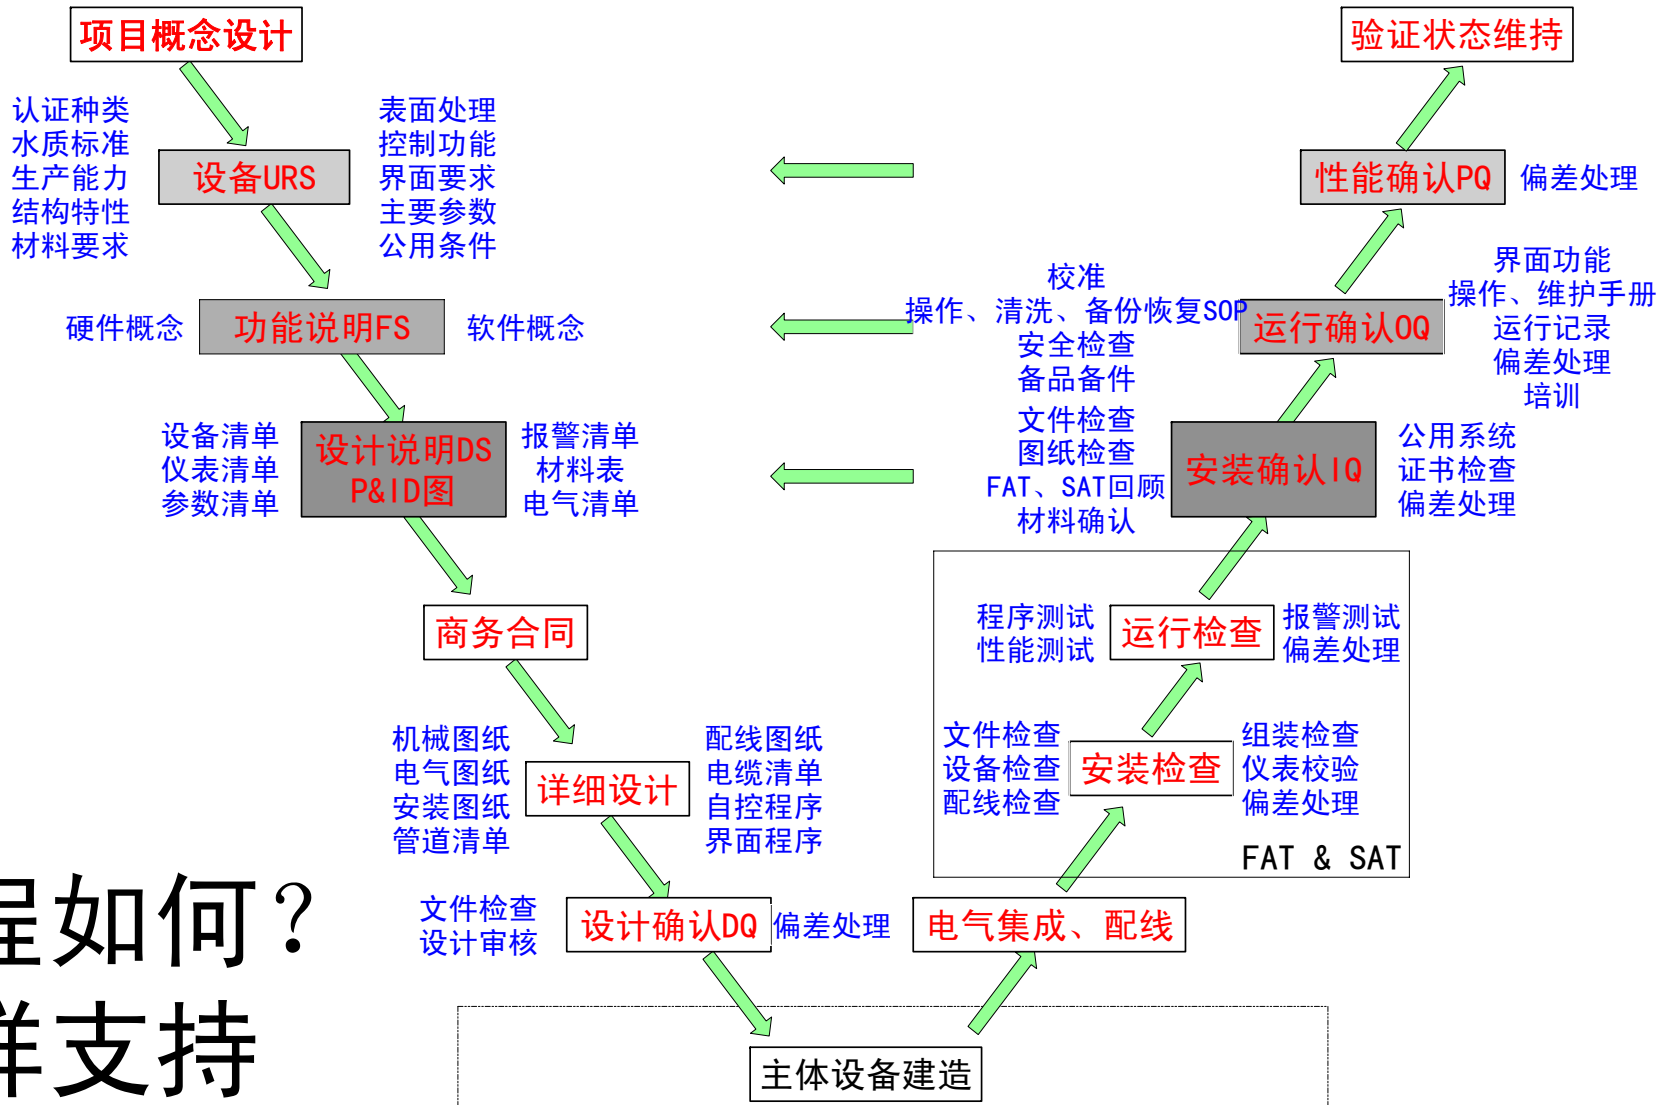 项目概念设计
认证种类
水质标准
生产能力
结构特性
材料要求
设备URS
表面处理
控制功能
界面要求
主要参数
公用条件
硬件概念
功能说明FS
软件概念
设备清单
仪表清单
参数清单
设计说明DS
P&ID图
报警清单
材料表
电气清单
商务合同
机械图纸
电气图纸
安装图纸
管道清单
详细设计
配线图纸
电缆清单
自控程序
界面程序
文件检查
设计审核
设计确认DQ
偏差处理
主体设备建造
电气集成、配线
文件检查
设备检查
配线检查
安装检查
组装检查
仪表校验
偏差处理
FAT & SAT
程序测试
性能测试
运行检查
报警测试
偏差处理
文件检查
图纸检查
FAT、SAT回顾
材料确认
安装确认IQ
公用系统
证书检查
偏差处理
校准
操作、清洗、备份恢复SOP
安全检查
备品备件
运行确认OQ
界面功能
操作、维护手册
运行记录
偏差处理
培训
性能确认PQ
偏差处理
验证状态维持
程如何？
样支持